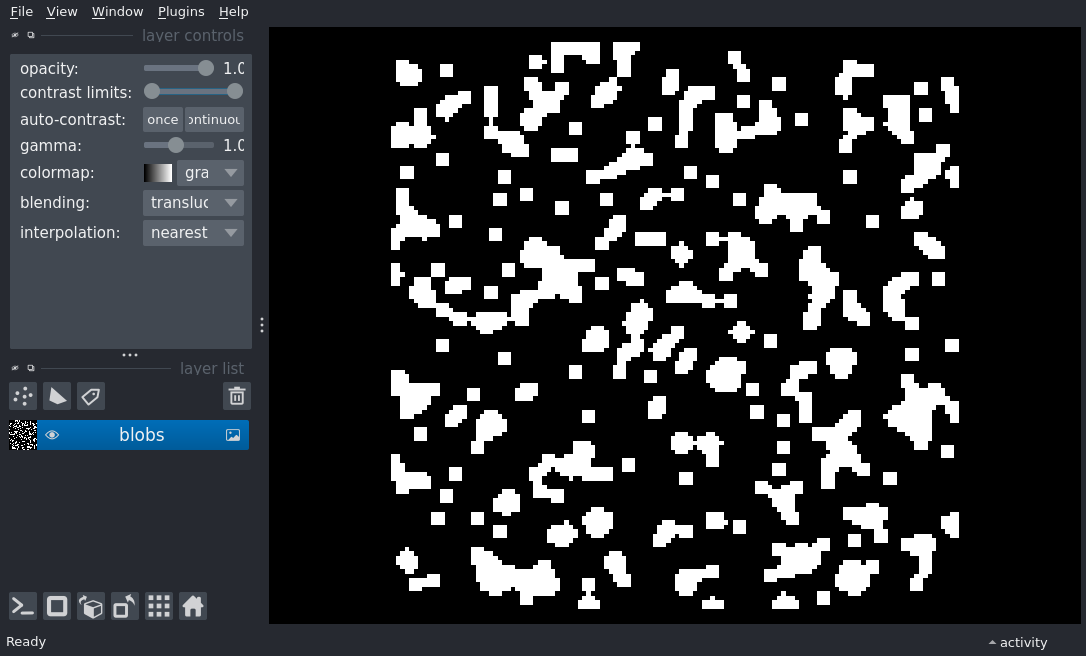 File View Window Plugins Help
layer controls
opacity: 1.0
contrast limits:
auto-contrast: once ontinuou
gamma: 1.0
colormap: gra
blending: transluc
interpolation: nearest
layer list
blobs
Ready
activity